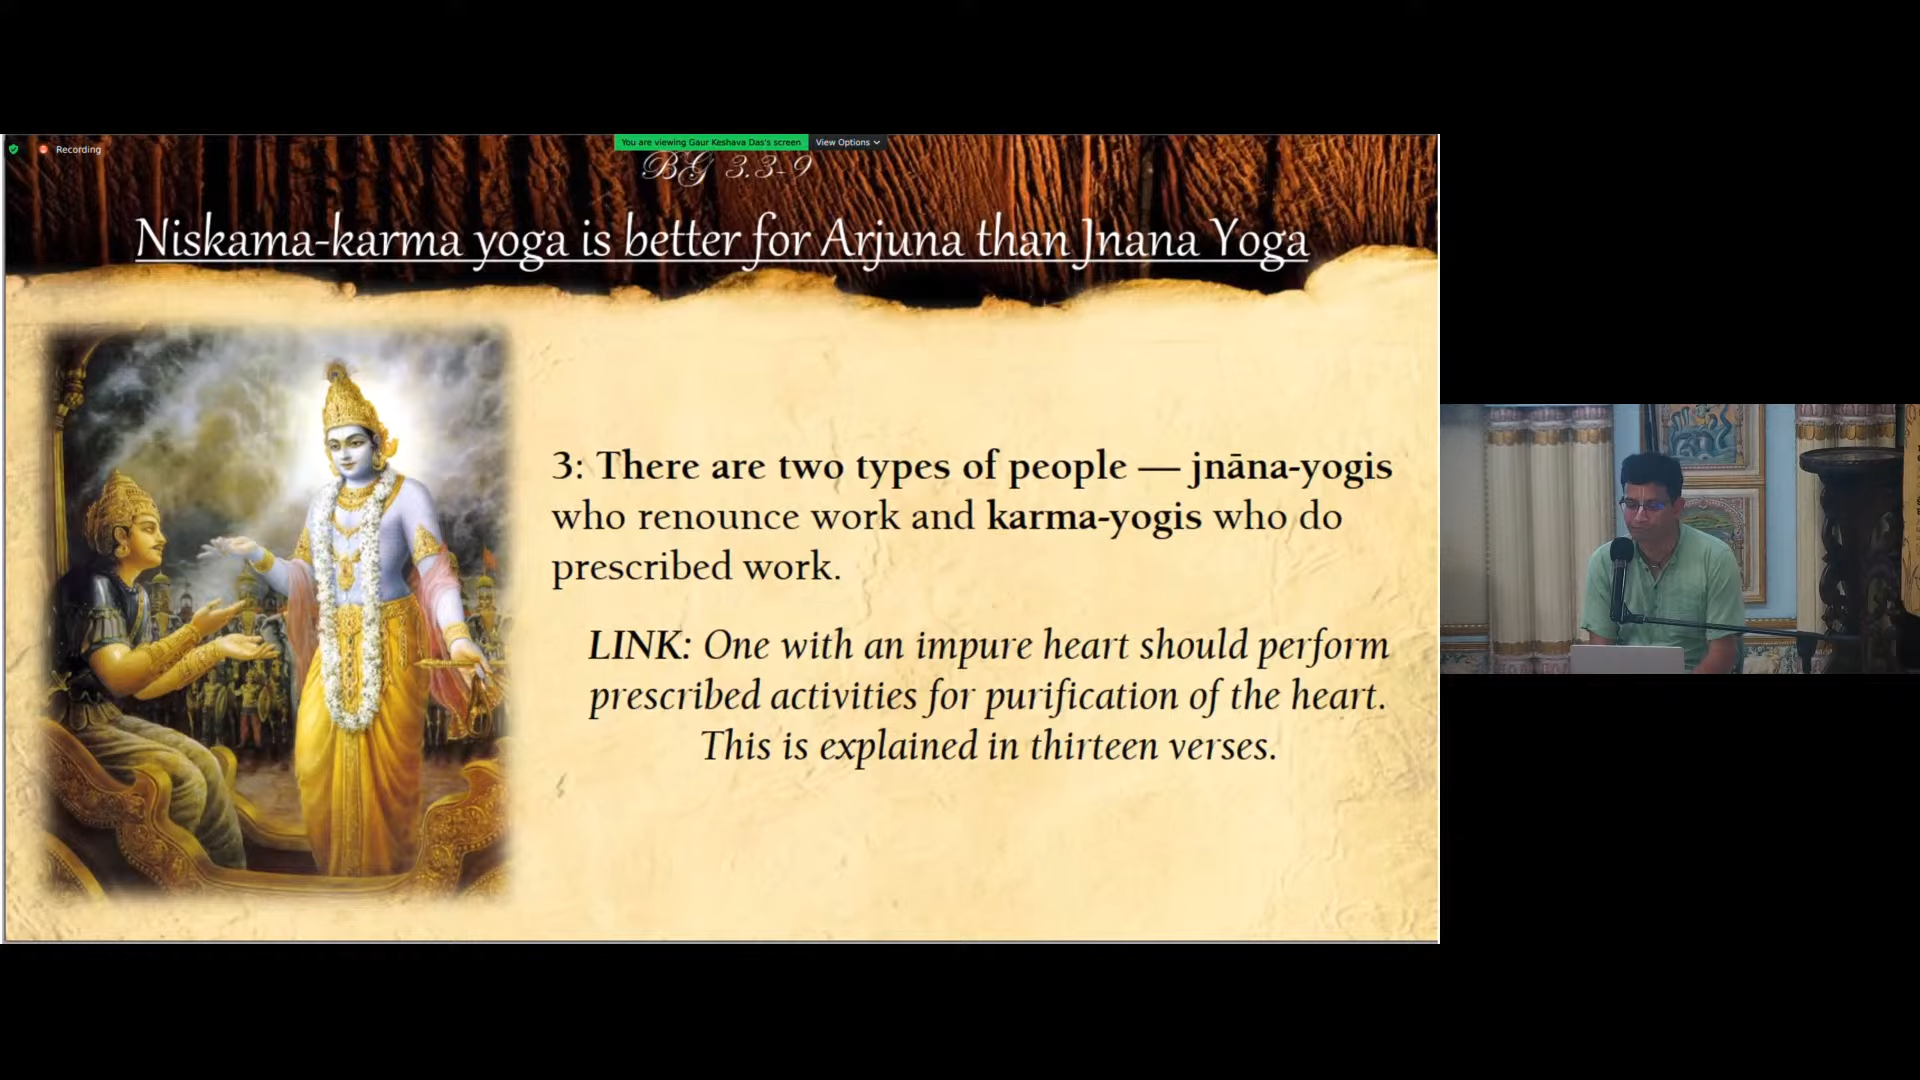 Recording
You are viewing Gaur Keshava Das's screen
View Options
BG 3.3-9
Niskama-karma yoga is better for Arjuna than Jnana Yoga
3: There are two types of people — jnāna-yogis
who renounce work and karma-yogis who do
prescribed work.
LINK: One with an impure heart should perform
prescribed activities for purification of the heart.
This is explained in thirteen verses.